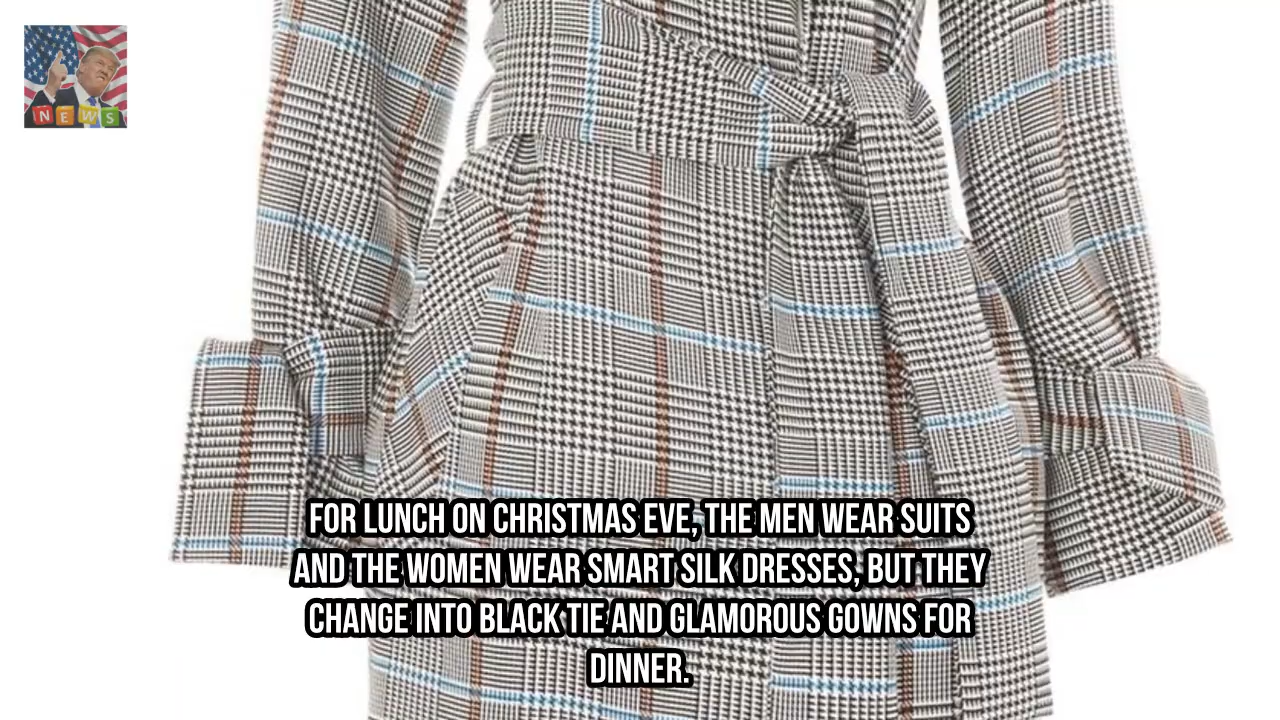 NEWS
FOR LUNCH ON CHRISTMAS EVE, THE MEN WEAR SUITS
AND THE WOMEN WEAR SMART SILK DRESSES, BUT THEY
CHANGE INTO BLACK TIE AND GLAMOROUS GOWNS FOR
DINNER.